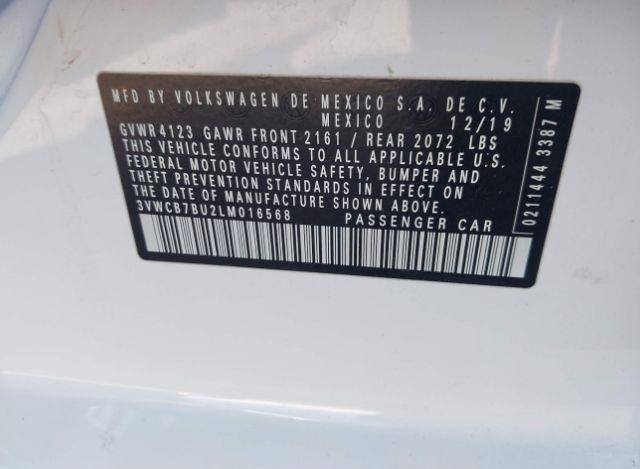 MFD BY VOLKSWAGEN DE MEXICO S.A. DE C.V.
MEXICO 12/19
GVWR4123 GAWR FRONT 2161 / REAR 2072 LBS
THIS VEHICLE CONFORMS TO ALL APPLICABLE U.S.
FEDERAL MOTOR VEHICLE SAFETY, BUMPER AND
THEFT PREVENTION STANDARDS IN EFFECT ON
THE DATE OF MANUFACTURE SHOWN ABOVE.
3VWCB7BU2LM016568 PASSENGER CAR
0211444 3387 M